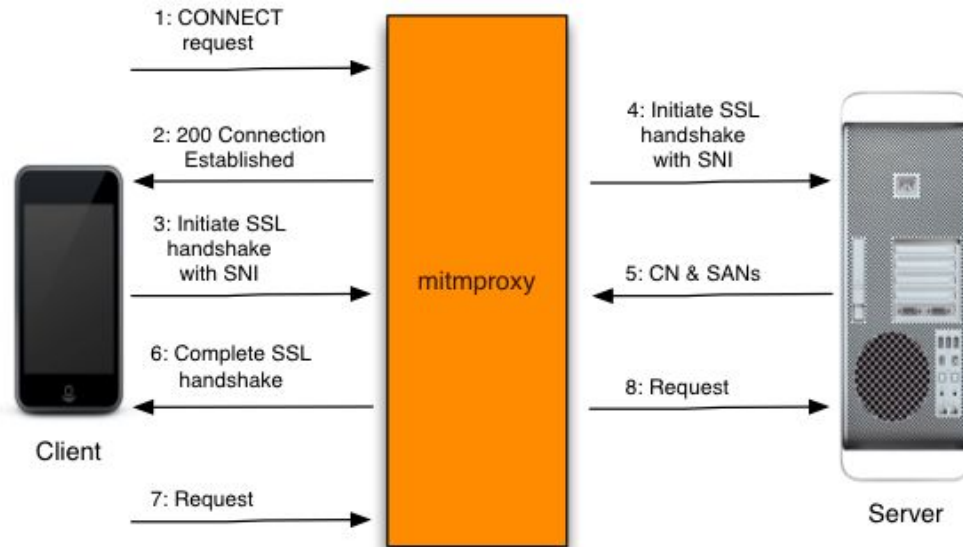 1: CONNECT
request
2: 200 Connection
Established
3: Initiate SSL
handshake
with SNI
6: Complete SSL
handshake
7: Request
Client
mitmproxy
4: Initiate SSL
handshake
with SNI
5: CN & SANs
8: Request
Server